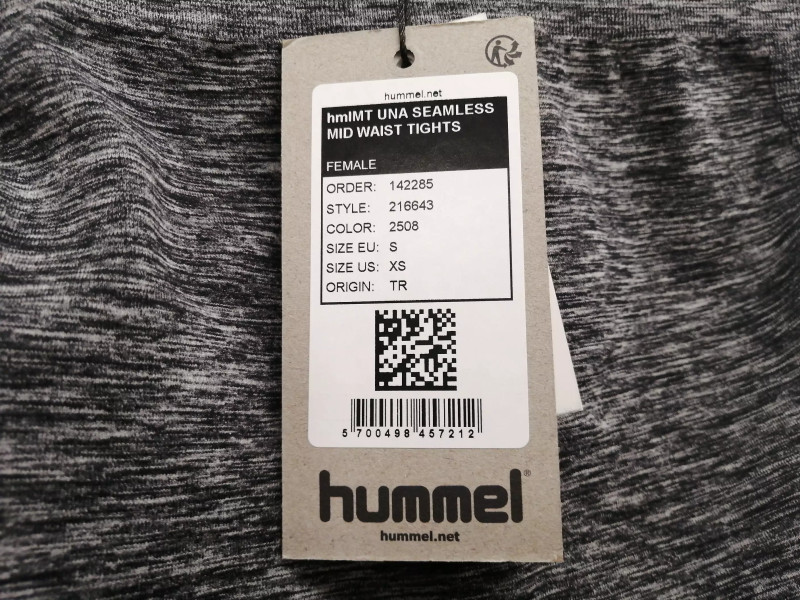 hummel.net
hmlMT UNA SEAMLESS
MID WAIST TIGHTS
FEMALE
ORDER: 142285
STYLE: 216643
COLOR: 2508
SIZE EU: S
SIZE US: XS
ORIGIN: TR
5 700498 457212
hummel®
hummel.net